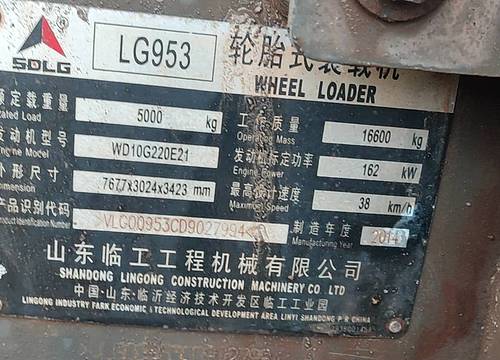 SDLG
LG953
轮胎式装载机
WHEEL LOADER
额定载重量 5000 kg 工作质量 16600 kg
Rated Load Operating Mass
发动机型号 WD10G220E21 发动机标定功率 162 kW
Engine Model Engine Power
外形尺寸 7677x3024x3423 mm 最高设计速度 38 km/h
Dimension Maximum Speed
产品识别代码 VLG00953CD9027994 制造年度 2014
Product Identification Number Manufacturing Year
山东临工工程机械有限公司
SHANDONG LINGONG CONSTRUCTION MACHINERY CO LTD
中国·山东·临沂经济技术开发区临工工业园
LINGONG INDUSTRY PARK ECONOMIC & TECHNOLOGICAL DEVELOPMENT AREA LINYI SHANDONG P R CHINA